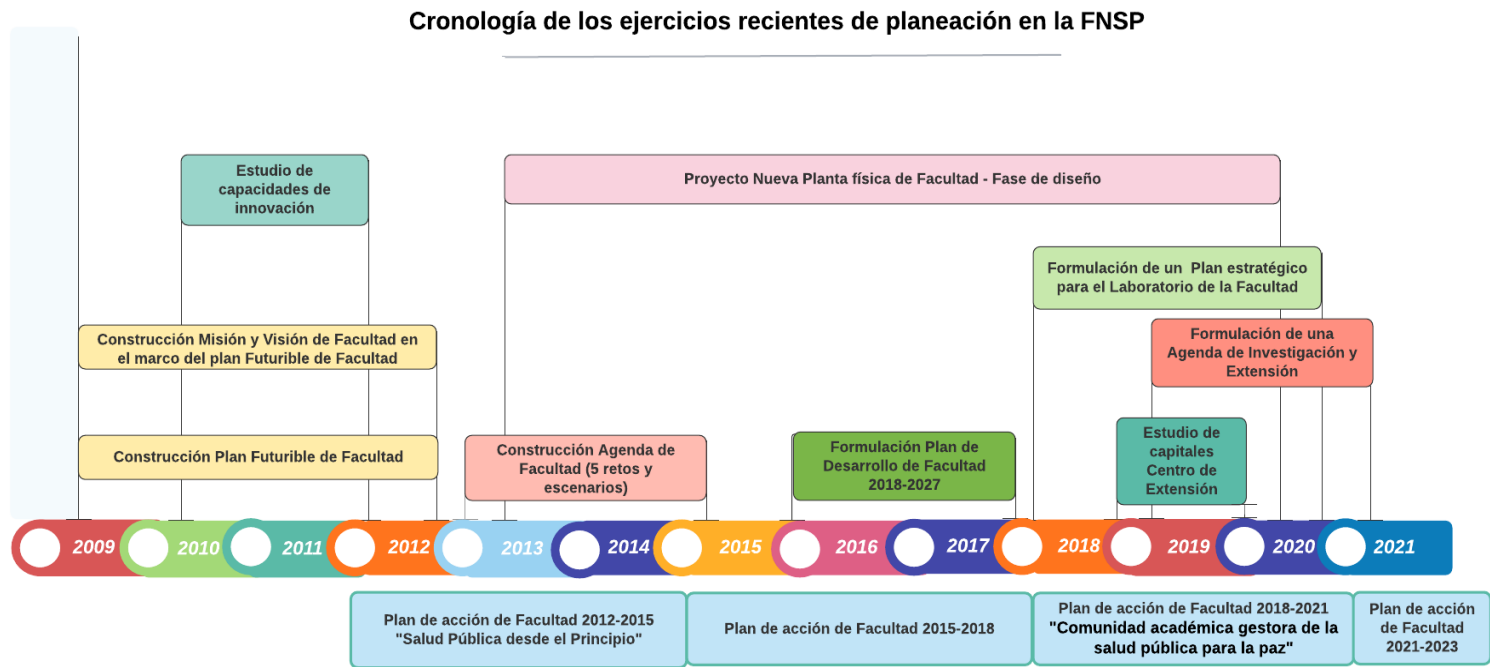 Cronología de los ejercicios recientes de planeación en la FNSP
Estudio de
capacidades de
innovación
Proyecto Nueva Planta física de Facultad - Fase de diseño
Formulación de un Plan estratégico
para el Laboratorio de la Facultad
Construcción Misión y Visión de Facultad en
el marco del plan Futurible de Facultad
Formulación de una
Agenda de Investigación y
Extensión
Construcción Plan Futurible de Facultad
Construcción Agenda de
Facultad (5 retos y
escenarios)
Formulación Plan de
Desarrollo de Facultad
2018-2027
Estudio de
capitales
Centro de
Extensión
2009
2010
2011
2012
2013
2014
2015
2016
2017
2018
2019
2020
2021
Plan de acción de Facultad 2012-2015
"Salud Pública desde el Principio"
Plan de acción de Facultad 2015-2018
Plan de acción de Facultad 2018-2021
"Comunidad académica gestora de la
salud pública para la paz"
Plan de acción
de Facultad
2021-2023